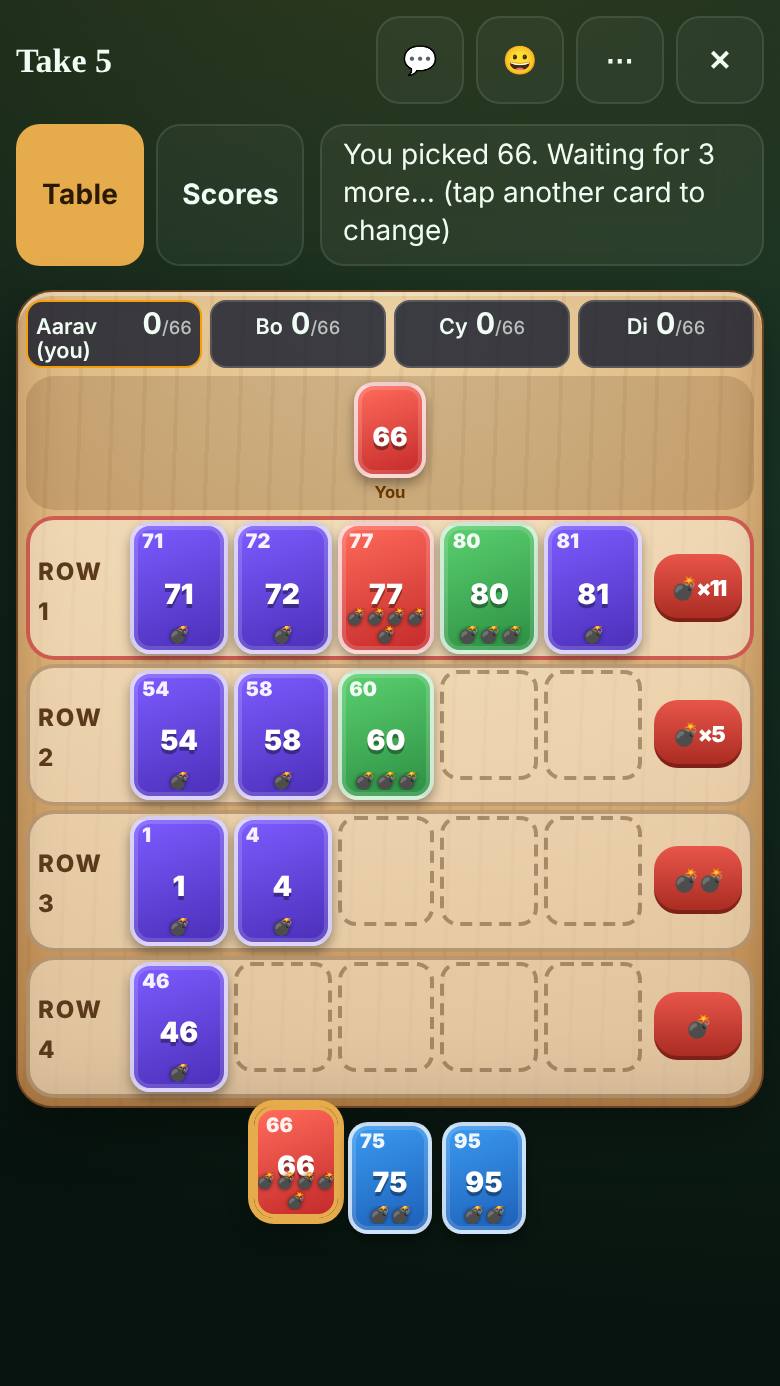 Take 5
Table
Scores
You picked 66. Waiting for 3
more... (tap another card to
change)
Aarav
(you)
0/66
Bo 0/66
Cy 0/66
Di 0/66
66
You
ROW
1
71
71
72
72
77
77
80
80
81
81
×11
ROW
2
54
54
58
58
60
60
×5
ROW
3
1
1
4
4
ROW
4
46
46
66
66
75
75
95
95